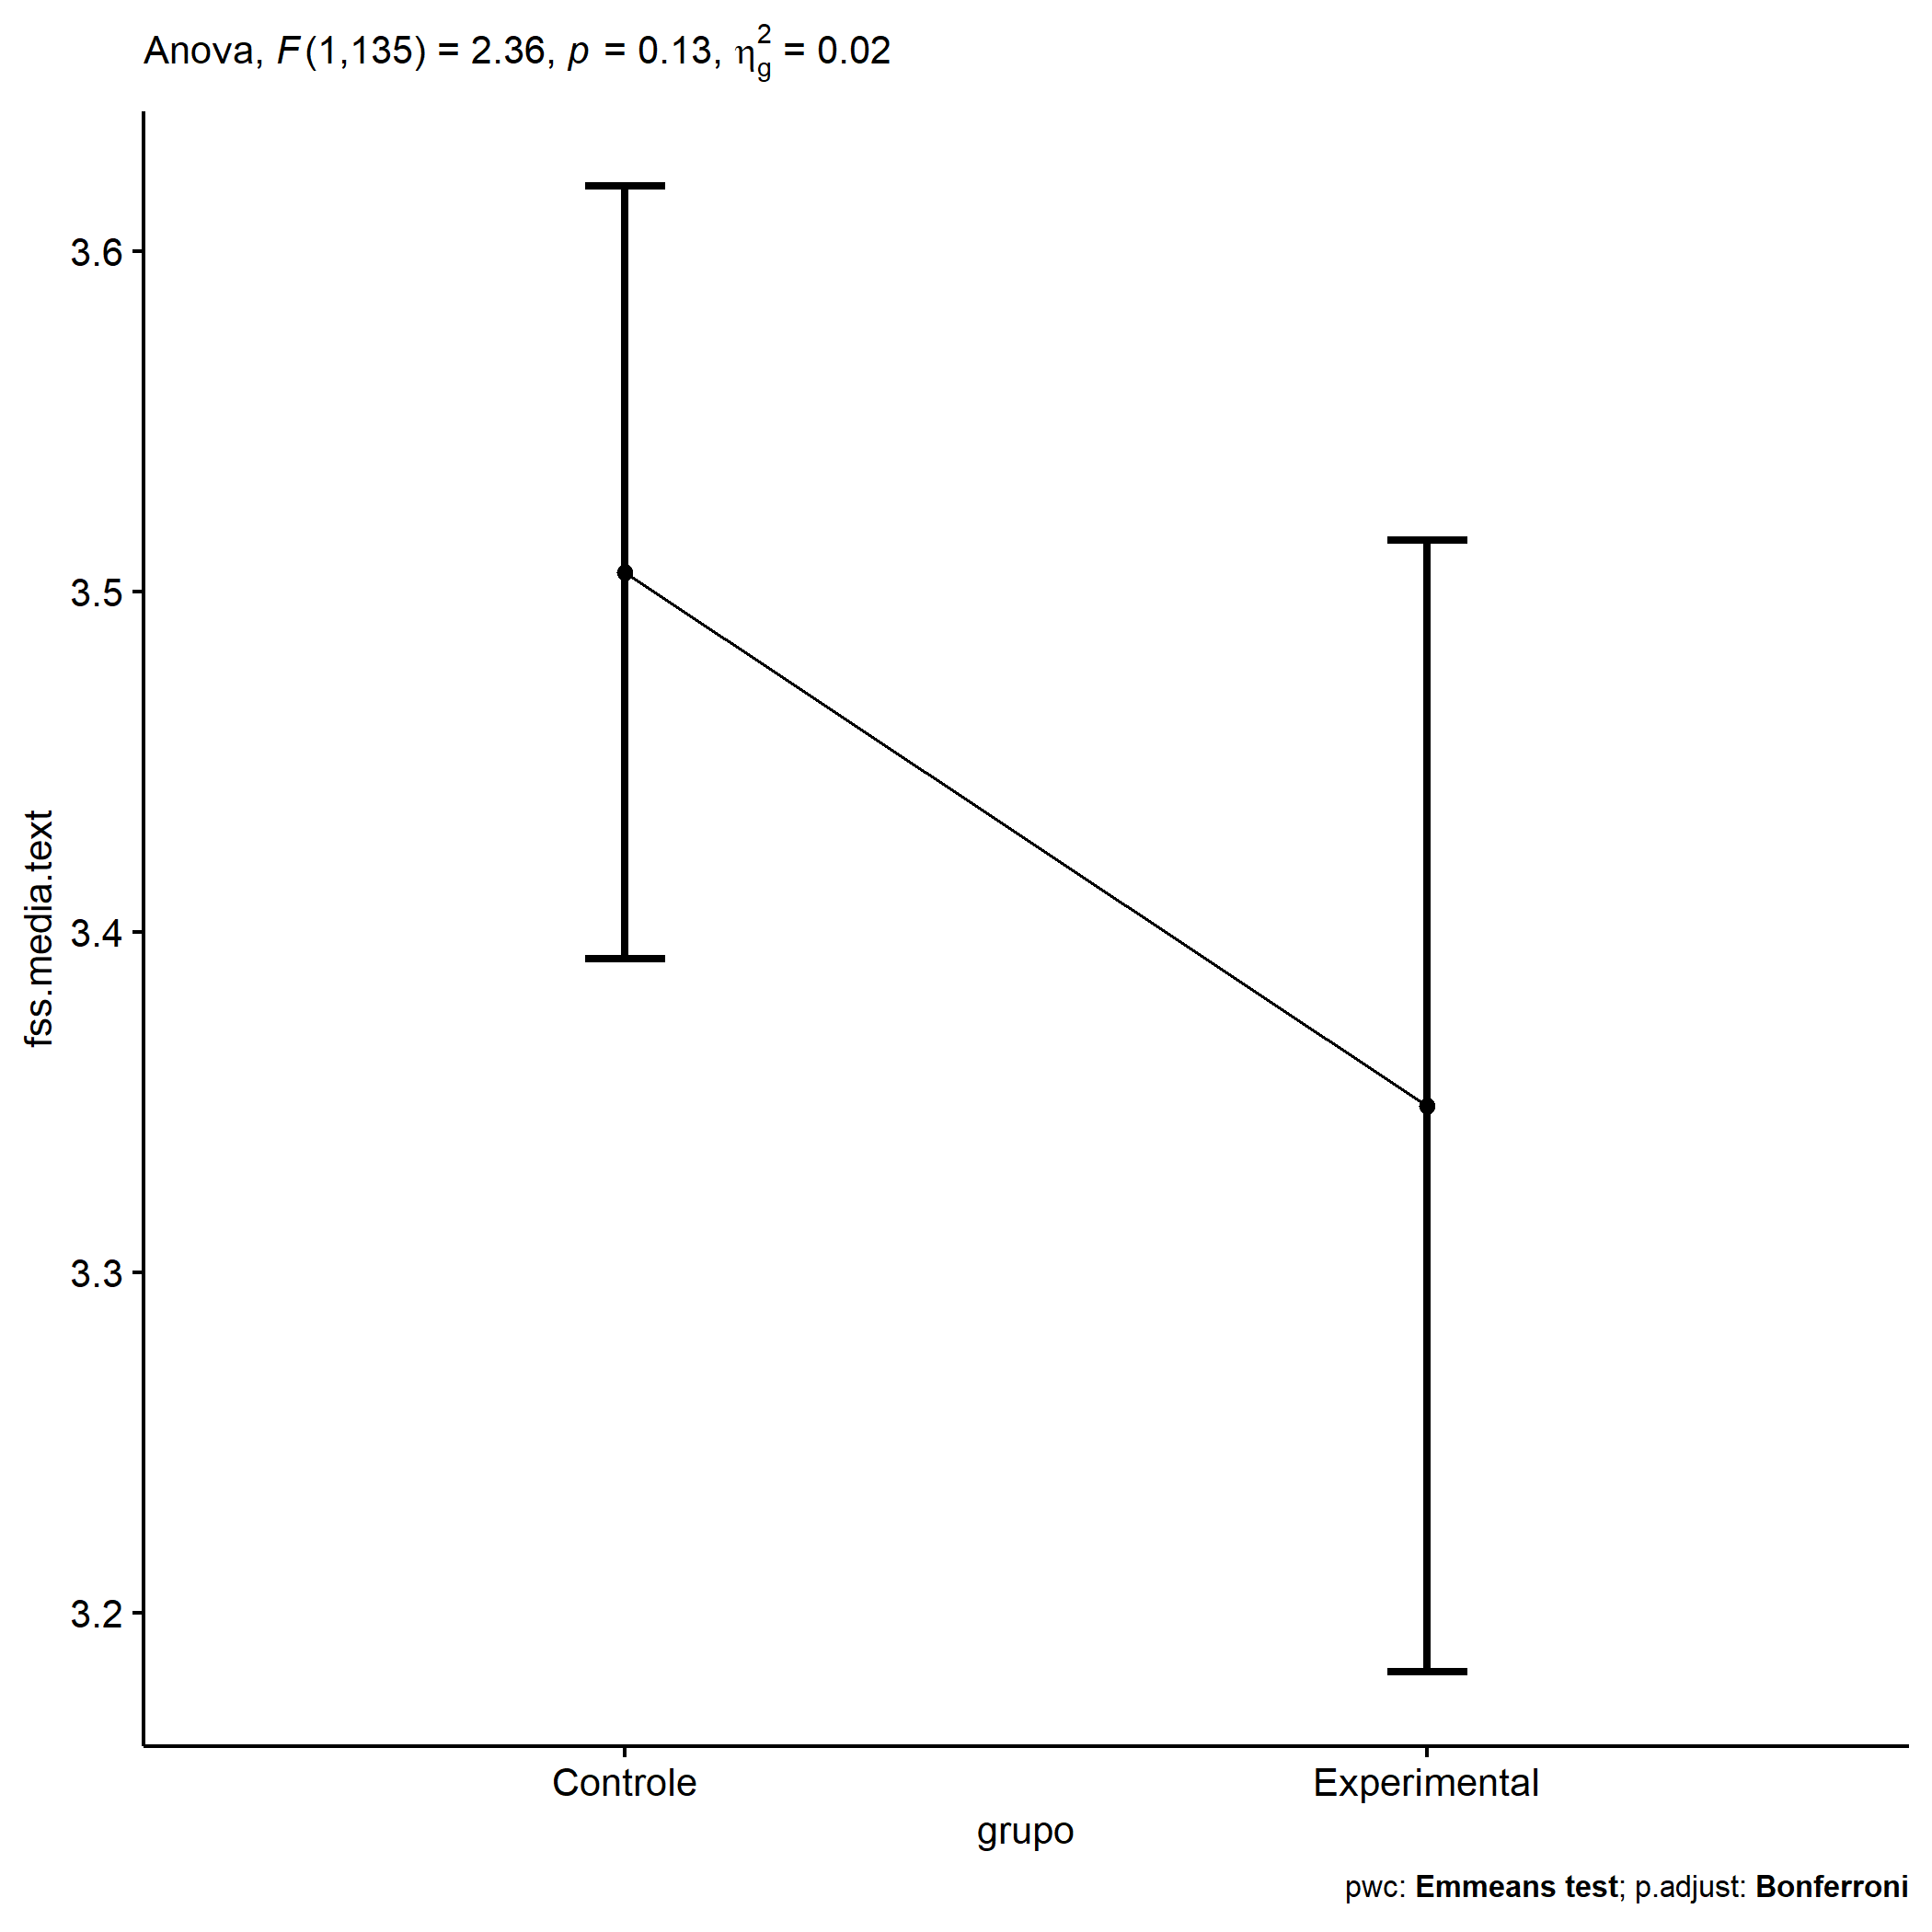 Anova, F(1,135) = 2.36, p = 0.13, η²g = 0.02
3.6
3.5
3.4
3.3
3.2
fss.media.text
Controle Experimental
grupo
pwc: Emmeans test; p.adjust: Bonferroni